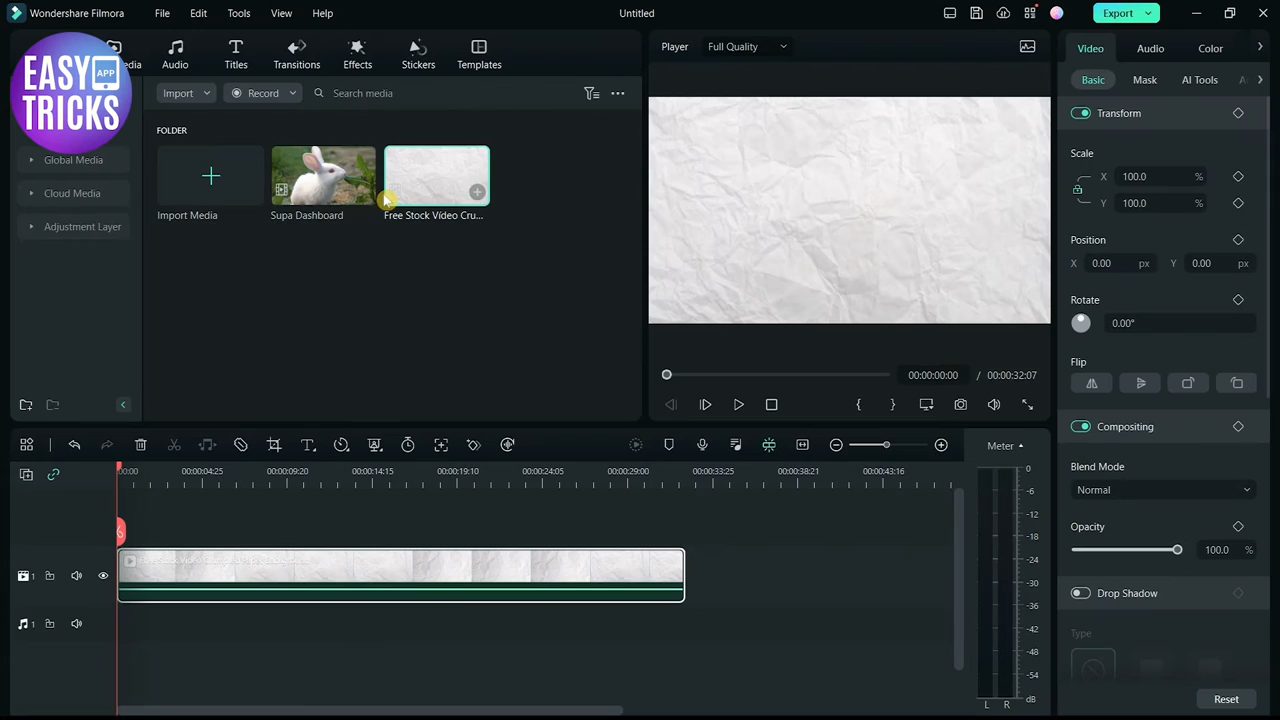 Wondershare Filmora
File
Edit
Tools
View
Help
Untitled
Export
EASY
APP
TRICKS
Audio
Titles
Transitions
Effects
Stickers
Templates
Import
Record
Search media
Global Media
Cloud Media
Adjustment Layer
FOLDER
Import Media
Supa Dashboard
Free Stock Vídeo Cru...
Player
Full Quality
00:00:00:00
/
00:00:32:07
Video
Audio
Color
Basic
Mask
AI Tools
Transform
Scale
X 100.0 %
Y 100.0 %
Position
X 0.00 px Y 0.00 px
Rotate
0.00°
Flip
Compositing
Blend Mode
Normal
Opacity
100.0 %
Drop Shadow
Type
Reset
:00:00 00:00:04:25 00:00:09:20 00:00:14:15 00:00:19:10 00:00:24:05 00:00:29:00 00:00:33:25 00:00:38:21 00:00:43:16
1
1
Meter
0
-6
-12
-18
-24
-30
-36
-42
-48
-54
dB
L R